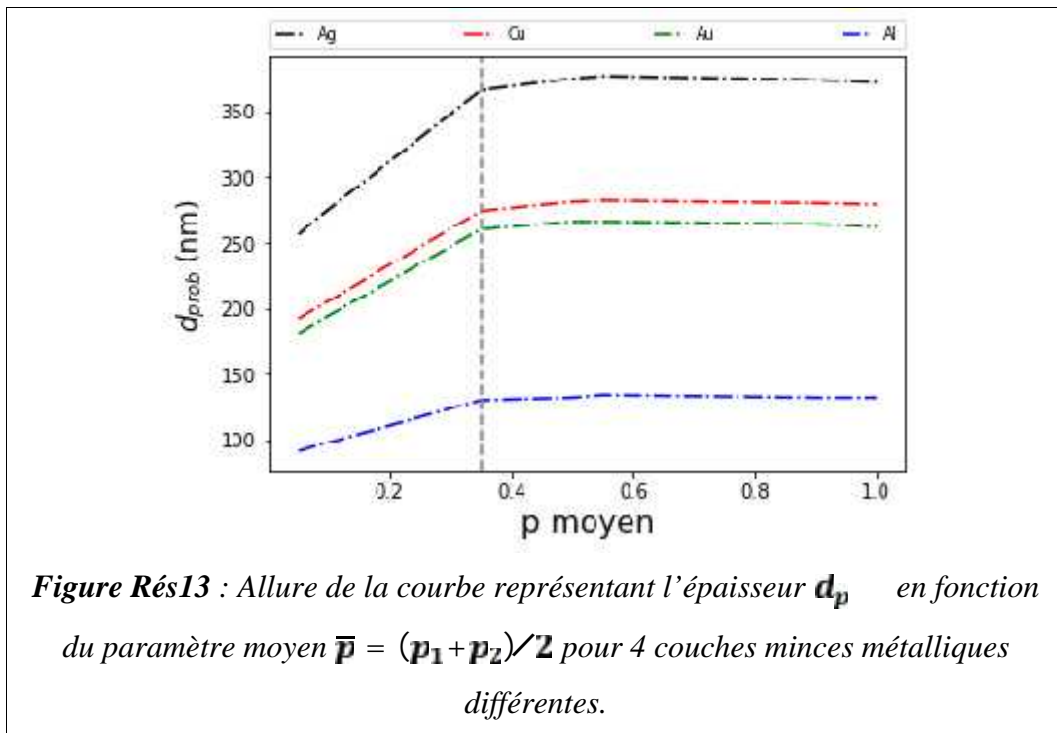 Ag Cu Au Al
350
300
250
200
150
100
d_prob (nm)
0.2 0.4 0.6 0.8 1.0
p moyen
Figure Rés13 : Allure de la courbe représentant l’épaisseur d_p en fonction
du paramètre moyen p̅ = (p₁+p₂)/2 pour 4 couches minces métalliques
différentes.